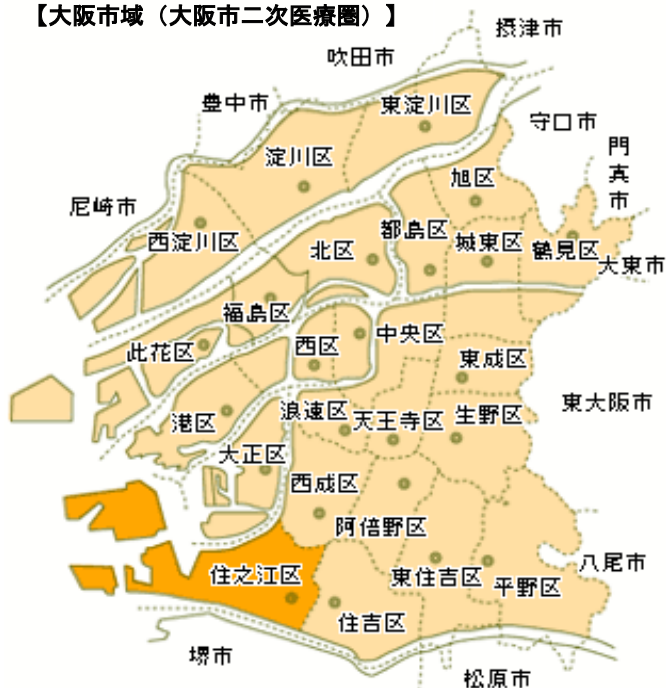 【大阪市域（大阪市二次医療圏）】
摂津市
吹田市
豊中市
東淀川区
守口市
淀川区
門真市
旭区
尼崎市
西淀川区
北区
都島区
城東区
鶴見区
大東市
福島区
此花区
西区
中央区
東成区
東大阪市
港区
浪速区
天王寺区
生野区
大正区
西成区
阿倍野区
住之江区
東住吉区
平野区
八尾市
住吉区
堺市
松原市